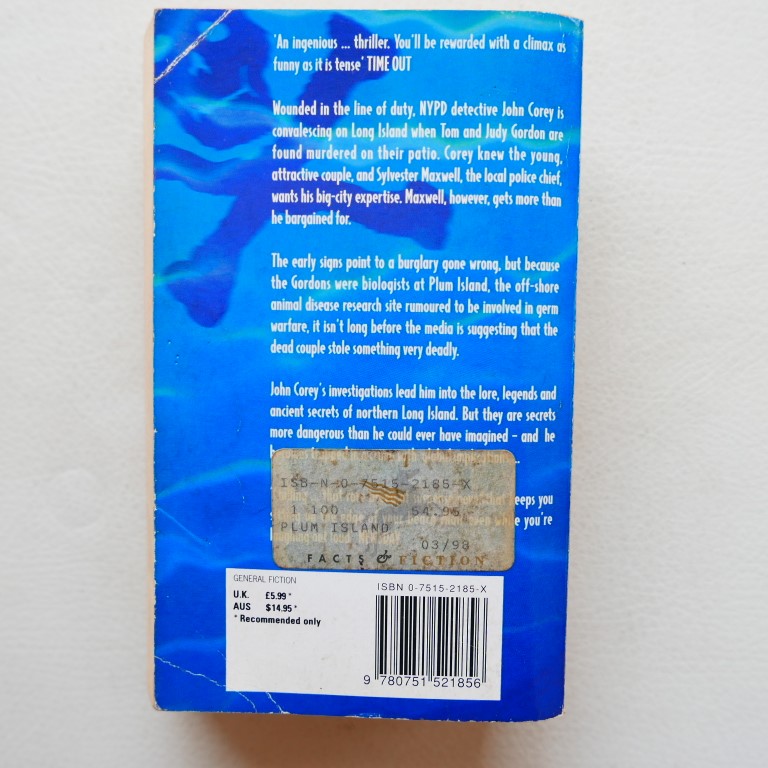 'An ingenious ... thriller. You'll be rewarded with a climax as
funny as it is tense' TIME OUT
Wounded in the line of duty, NYPD detective John Corey is
convalescing on Long Island when Tom and Judy Gordon are
found murdered on their patio. Corey knew the young,
attractive couple, and Sylvester Maxwell, the local police chief,
wants his big-city expertise. Maxwell, however, gets more than
he bargained for.
The early signs point to a burglary gone wrong, but because
the Gordons were biologists at Plum Island, the off-shore
animal disease research site rumoured to be involved in germ
warfare, it isn't long before the media is suggesting that the
dead couple stole something very deadly.
John Corey's investigations lead him into the lore, legends and
ancient secrets of northern Long Island. But they are secrets
more dangerous than he could ever have imagined – and he
ISB-N-0-7515-2185-X
eeps you
1 100 54.95
you're
PLUM ISLAND
03/98
FACTS & FICTION
GENERAL FICTION
ISBN 0-7515-2185-X
U.K. £5.99*
AUS $14.95*
* Recommended only
9 780751 521856